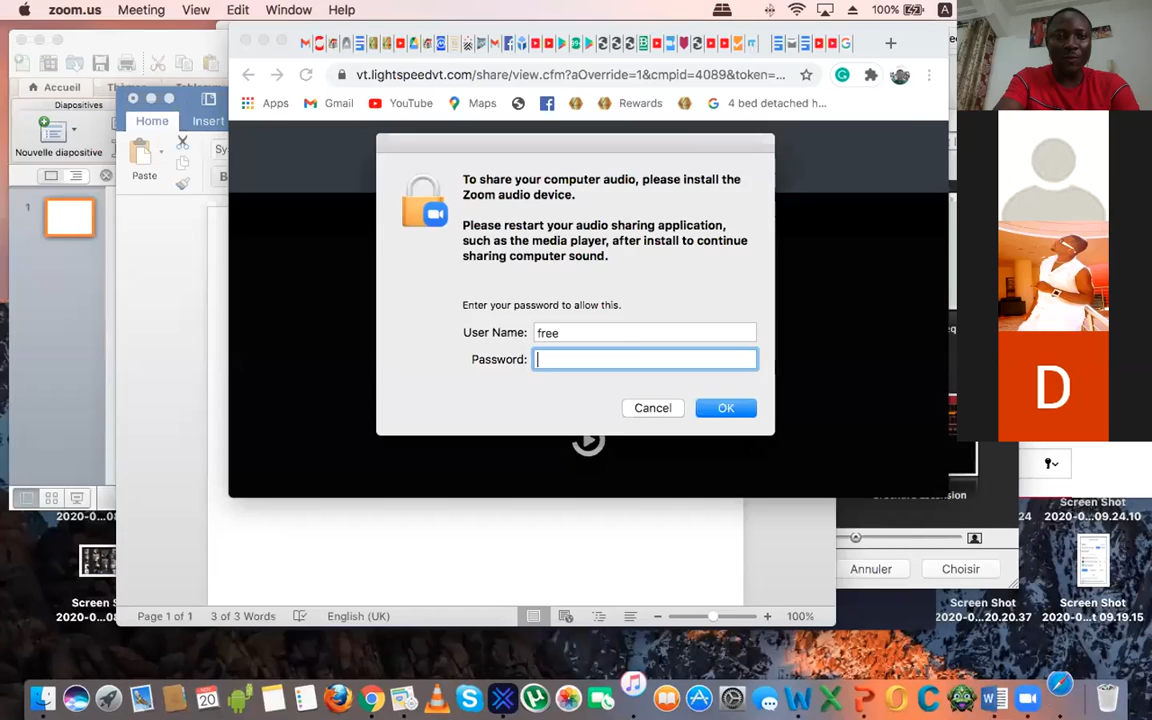 zoom.us Meeting View Edit Window Help 100% A
vt.lightspeedvt.com/share/view.cfm?aOverride=1&cmpid=4089&token=...
Apps Gmail YouTube Maps Rewards 4 bed detached h...
Accueil
Diapositives
Nouvelle diapositive
1
Home Insert
Paste
To share your computer audio, please install the
Zoom audio device.
Please restart your audio sharing application,
such as the media player, after install to continue
sharing computer sound.
Enter your password to allow this.
User Name: free
Password:
Cancel OK
D
Annuler Choisir
Screen Shot
2020-0...09.24.10
Screen Shot
Screen Shot
2020-0...20.20.37
Screen Shot
2020-0...t 09.19.15
Page 1 of 1 3 of 3 Words English (UK) 100%
20